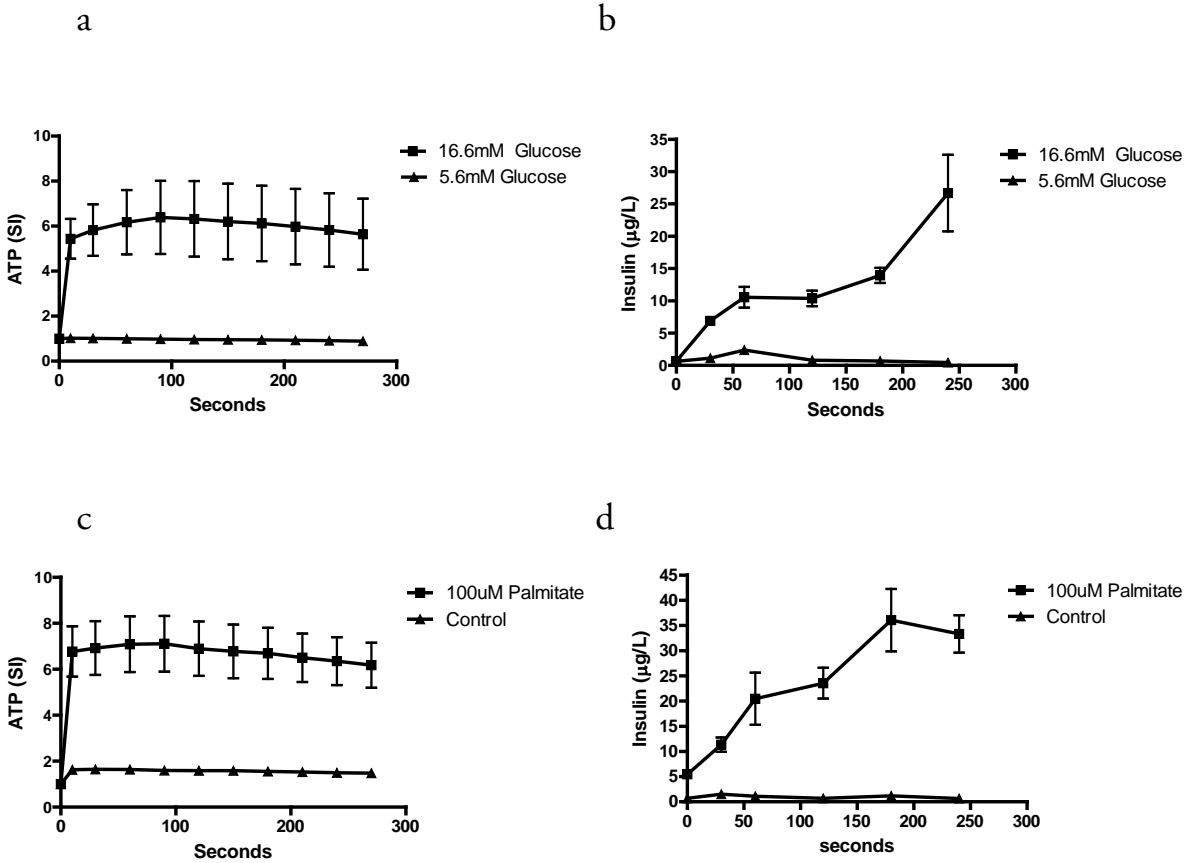 a
10
8
6
4
2
0
ATP (SI)
0 100 200 300
Seconds
16.6mM Glucose
5.6mM Glucose
b
35
30
25
20
15
10
5
0
Insulin (μg/L)
0 50 100 150 200 250 300
Seconds
16.6mM Glucose
5.6mM Glucose
c
10
8
6
4
2
0
ATP (SI)
0 100 200 300
Seconds
100uM Palmitate
Control
d
45
40
35
30
25
20
15
10
5
0
Insulin (μg/L)
0 50 100 150 200 250 300
seconds
100uM Palmitate
Control